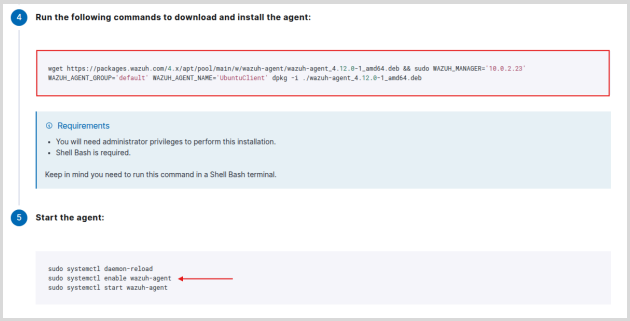 4 Run the following commands to download and install the agent:
wget https://packages.wazuh.com/4.x/apt/pool/main/w/wazuh-agent/wazuh-agent_4.12.0-1_amd64.deb && sudo WAZUH_MANAGER='10.0.2.23'
WAZUH_AGENT_GROUP='default' WAZUH_AGENT_NAME='UbuntuClient' dpkg -i ./wazuh-agent_4.12.0-1_amd64.deb
Requirements
• You will need administrator privileges to perform this installation.
• Shell Bash is required.
Keep in mind you need to run this command in a Shell Bash terminal.
5 Start the agent:
sudo systemctl daemon-reload
sudo systemctl enable wazuh-agent
sudo systemctl start wazuh-agent